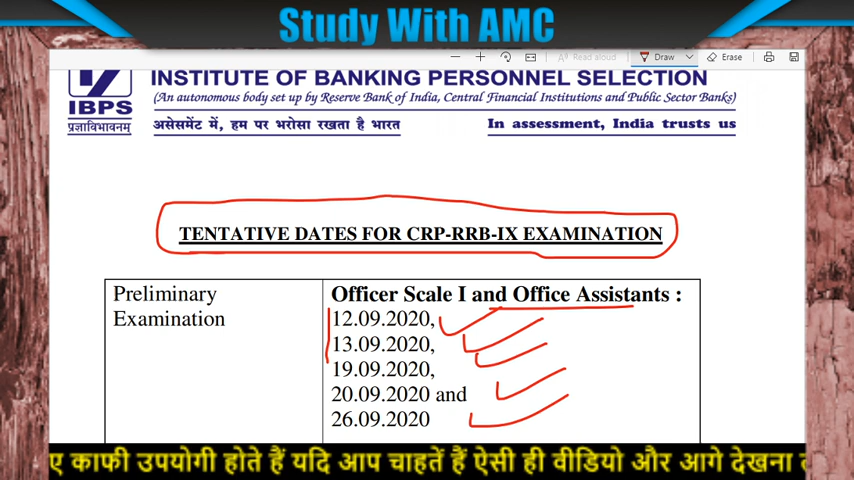 Study With AMC
Read aloud
Draw
Erase
INSTITUTE OF BANKING PERSONNEL SELECTION
(An autonomous body set up by Reserve Bank of India, Central Financial Institutions and Public Sector Banks)
IBPS
प्रज्ञाविभावनम्
असेसमेंट में, हम पर भरोसा रखता है भारत
In assessment, India trusts us
TENTATIVE DATES FOR CRP-RRB-IX EXAMINATION
Preliminary Examination
Officer Scale I and Office Assistants :
12.09.2020,
13.09.2020,
19.09.2020,
20.09.2020 and
26.09.2020
काफी उपयोगी होते हैं यदि आप चाहतें हैं ऐसी ही वीडियो और आगे देखना